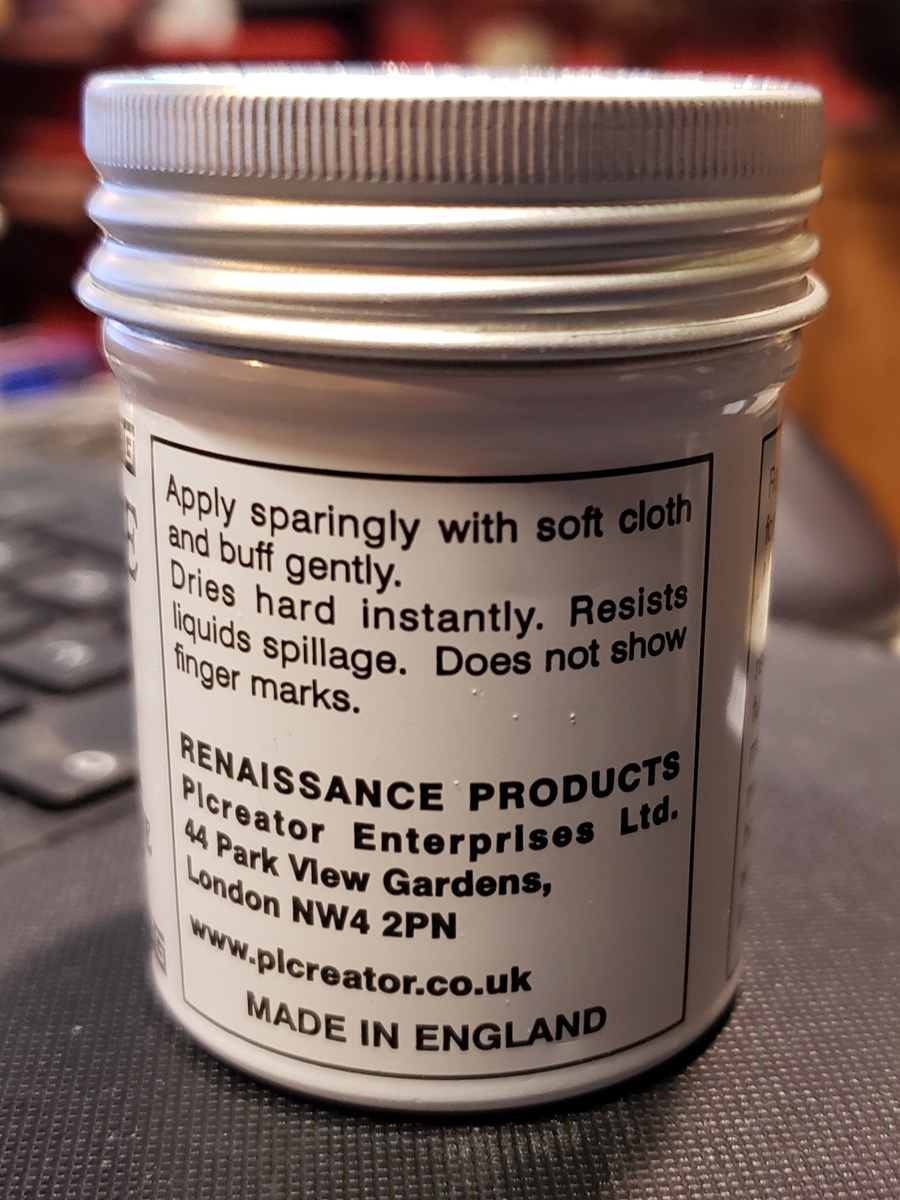 Apply sparingly with soft cloth
and buff gently.
Dries hard instantly. Resists
liquids spillage. Does not show
finger marks.
RENAISSANCE PRODUCTS
Picreator Enterprises Ltd.
44 Park View Gardens,
London NW4 2PN
www.picreator.co.uk
MADE IN ENGLAND